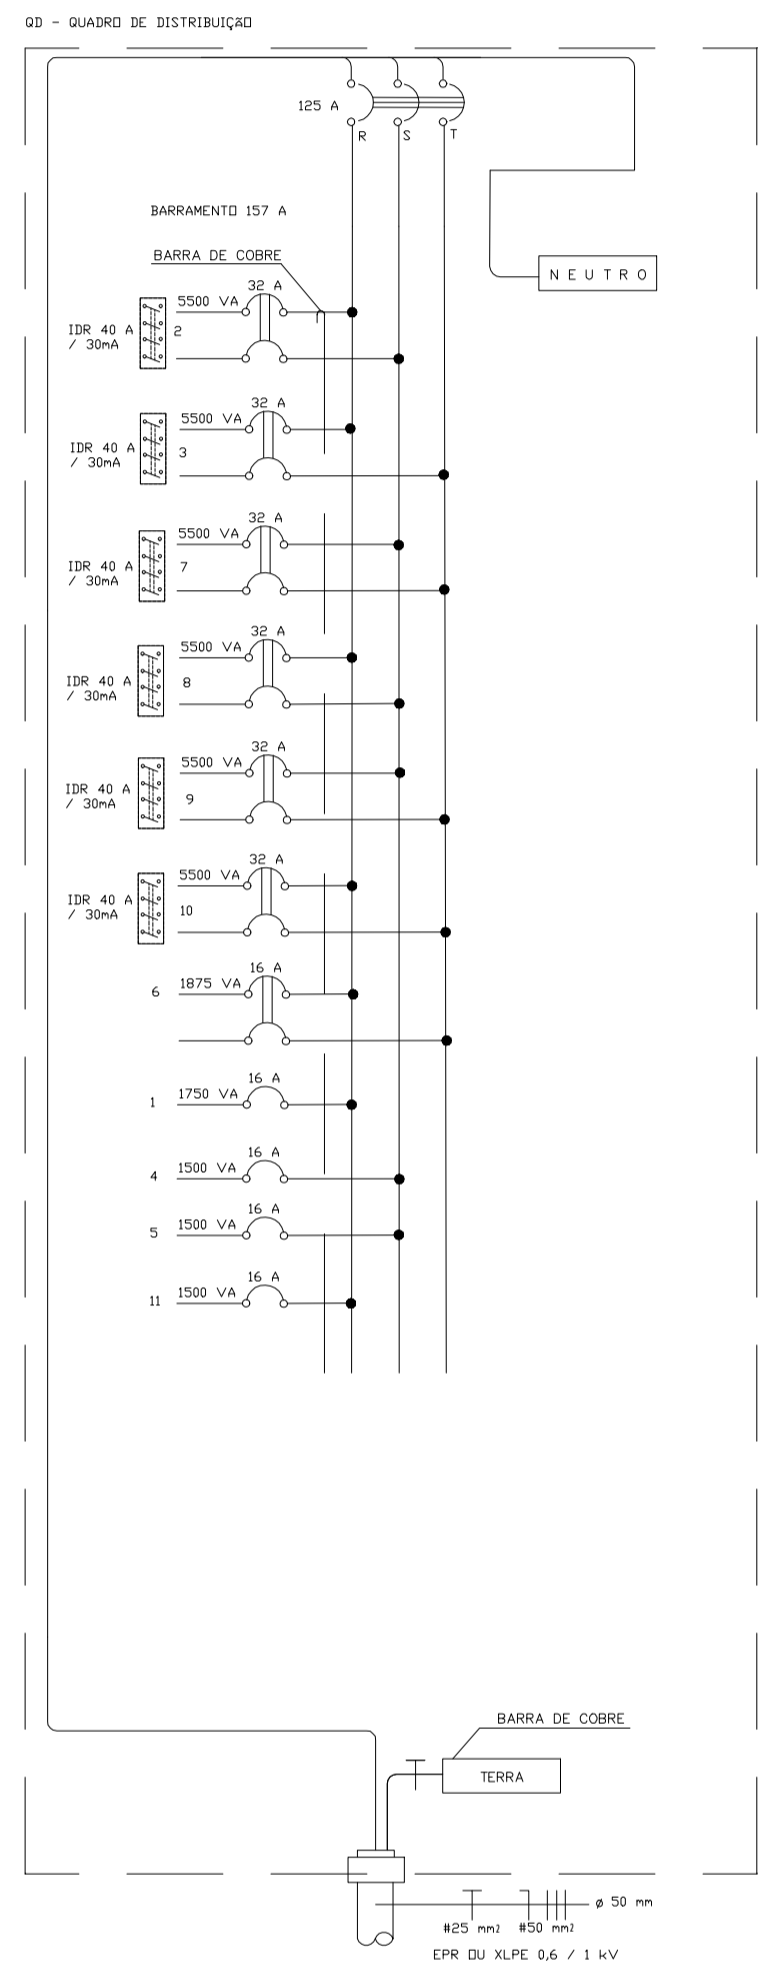 QD - QUADRO DE DISTRIBUIÇÃO
125 A
R
S
T
BARRAMENTO 157 A
BARRA DE COBRE
NEUTRO
32 A
5500 VA
IDR 40 A
/ 30mA
2
32 A
5500 VA
IDR 40 A
/ 30mA
3
32 A
5500 VA
IDR 40 A
/ 30mA
7
32 A
5500 VA
IDR 40 A
/ 30mA
8
32 A
5500 VA
IDR 40 A
/ 30mA
9
32 A
5500 VA
IDR 40 A
/ 30mA
10
16 A
6
1875 VA
16 A
1
1750 VA
16 A
4
1500 VA
16 A
5
1500 VA
16 A
11
1500 VA
BARRA DE COBRE
TERRA
ø 50 mm
#25 mm2
#50 mm2
EPR OU XLPE 0,6 / 1 kV